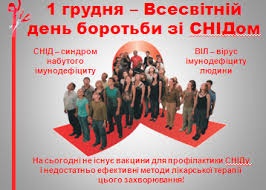 1 грудня – Всесвітній
день боротьби зі СНІДом
СНІД – синдром
набутого
імунодефіциту
ВІЛ – вірус
імунодефіциту
людини
На сьогодні не існує вакцини для профілактики СНІДу
і недостатньо ефективні методи лікарської терапії
цього захворювання!